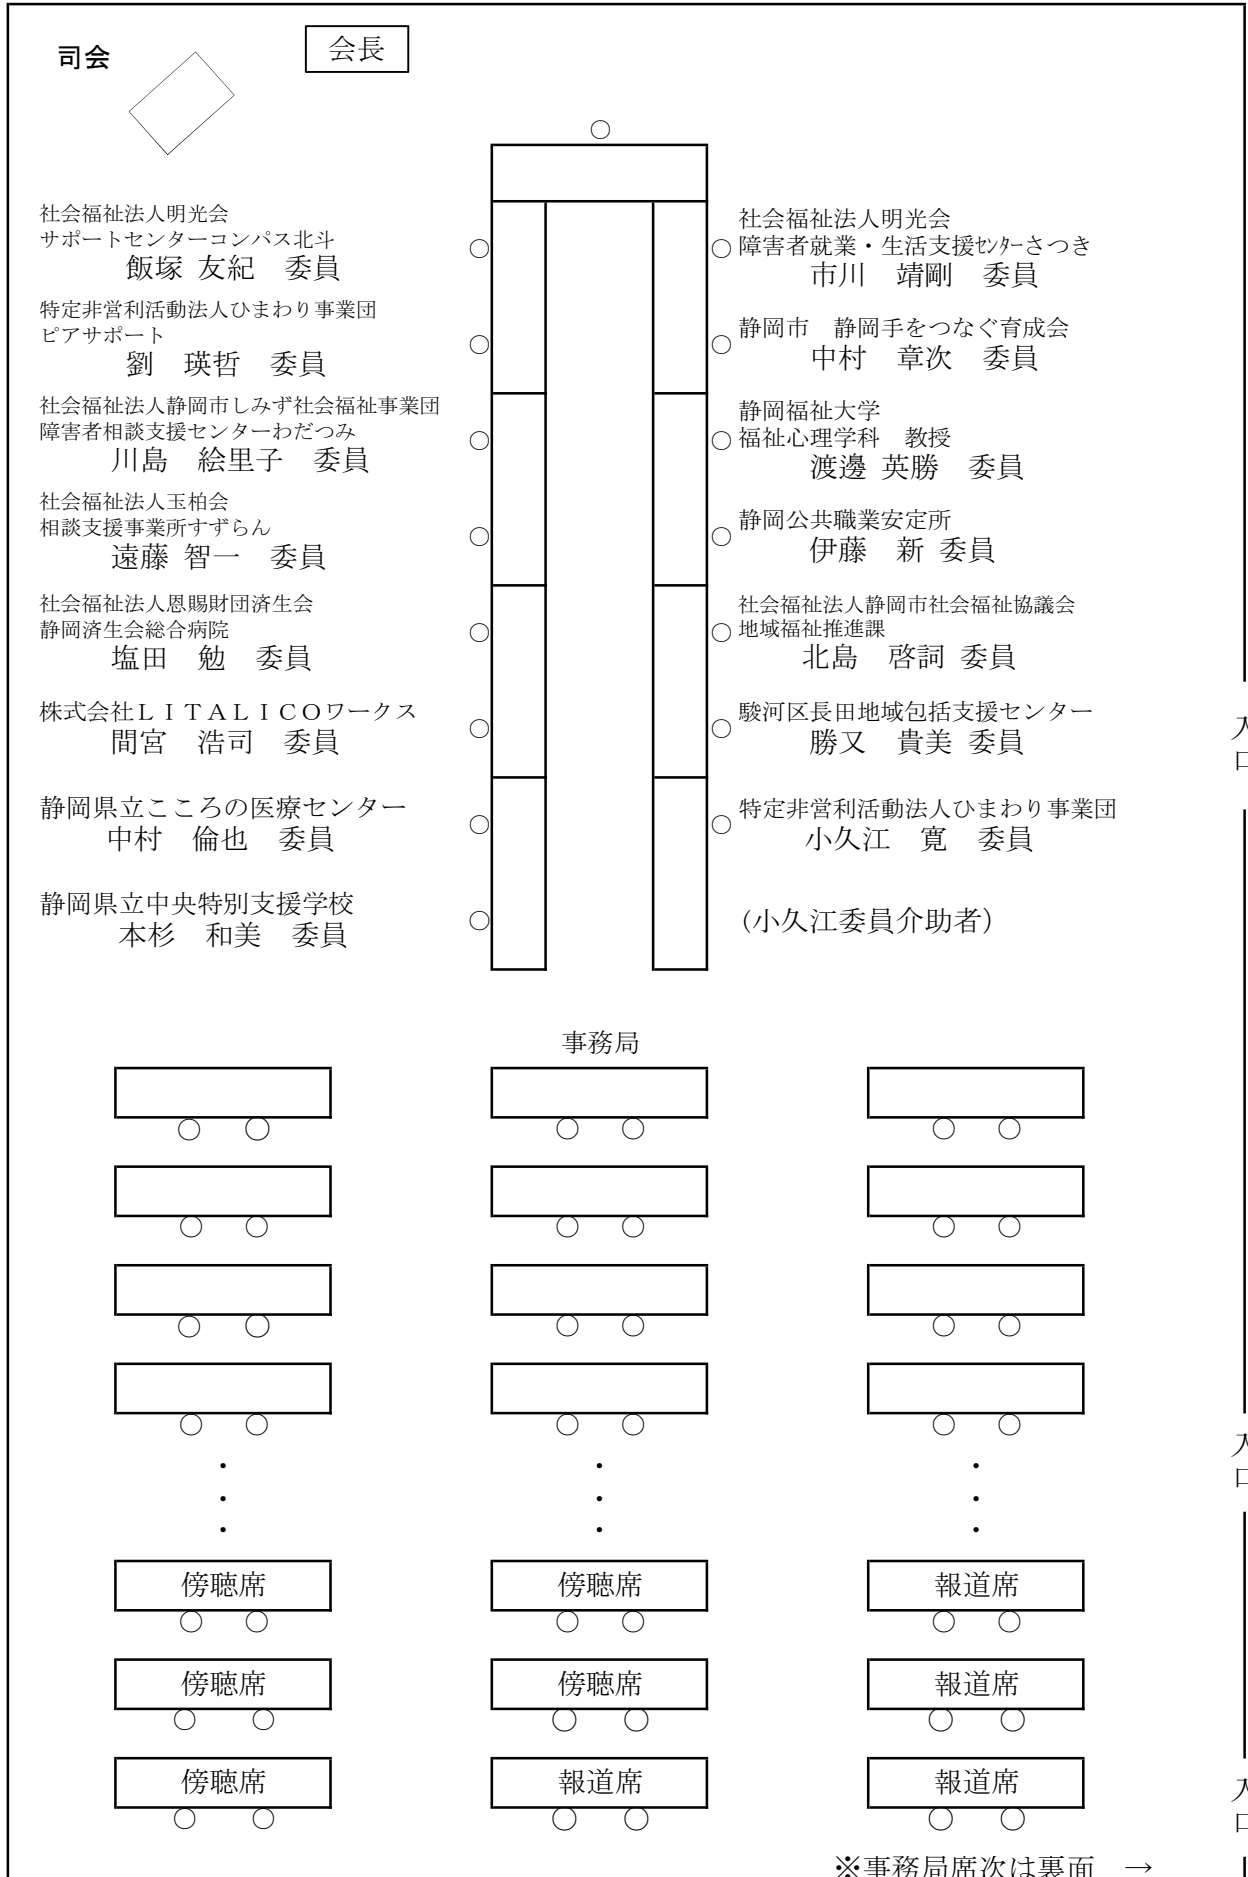 司会
会長
社会福祉法人明光会
サポートセンターコンパス北斗
飯塚 友紀　委員
特定非営利活動法人ひまわり事業団
ピアサポート
劉　瑛哲　委員
社会福祉法人静岡市しみず社会福祉事業団
障害者相談支援センターわだつみ
川島　絵里子　委員
社会福祉法人玉柏会
相談支援事業所すずらん
遠藤 智一　委員
社会福祉法人恩賜財団済生会
静岡済生会総合病院
塩田　勉　委員
株式会社ＬＩＴＡＬＩＣＯワークス
間宮　浩司　委員
静岡県立こころの医療センター
中村　倫也　委員
静岡県立中央特別支援学校
本杉　和美　委員
社会福祉法人明光会
障害者就業・生活支援ｾﾝﾀｰさつき
市川　靖剛　委員
静岡市　静岡手をつなぐ育成会
中村　章次　委員
静岡福祉大学
福祉心理学科　教授
渡邊 英勝　委員
静岡公共職業安定所
伊藤　新 委員
社会福祉法人静岡市社会福祉協議会
地域福祉推進課
北島　啓詞 委員
駿河区長田地域包括支援センター
勝又　貴美 委員
特定非営利活動法人ひまわり事業団
小久江　寛　委員
（小久江委員介助者）
入口
事務局
入口
傍聴席
傍聴席
報道席
傍聴席
傍聴席
報道席
傍聴席
報道席
報道席
入口
※事務局席次は裏面　→